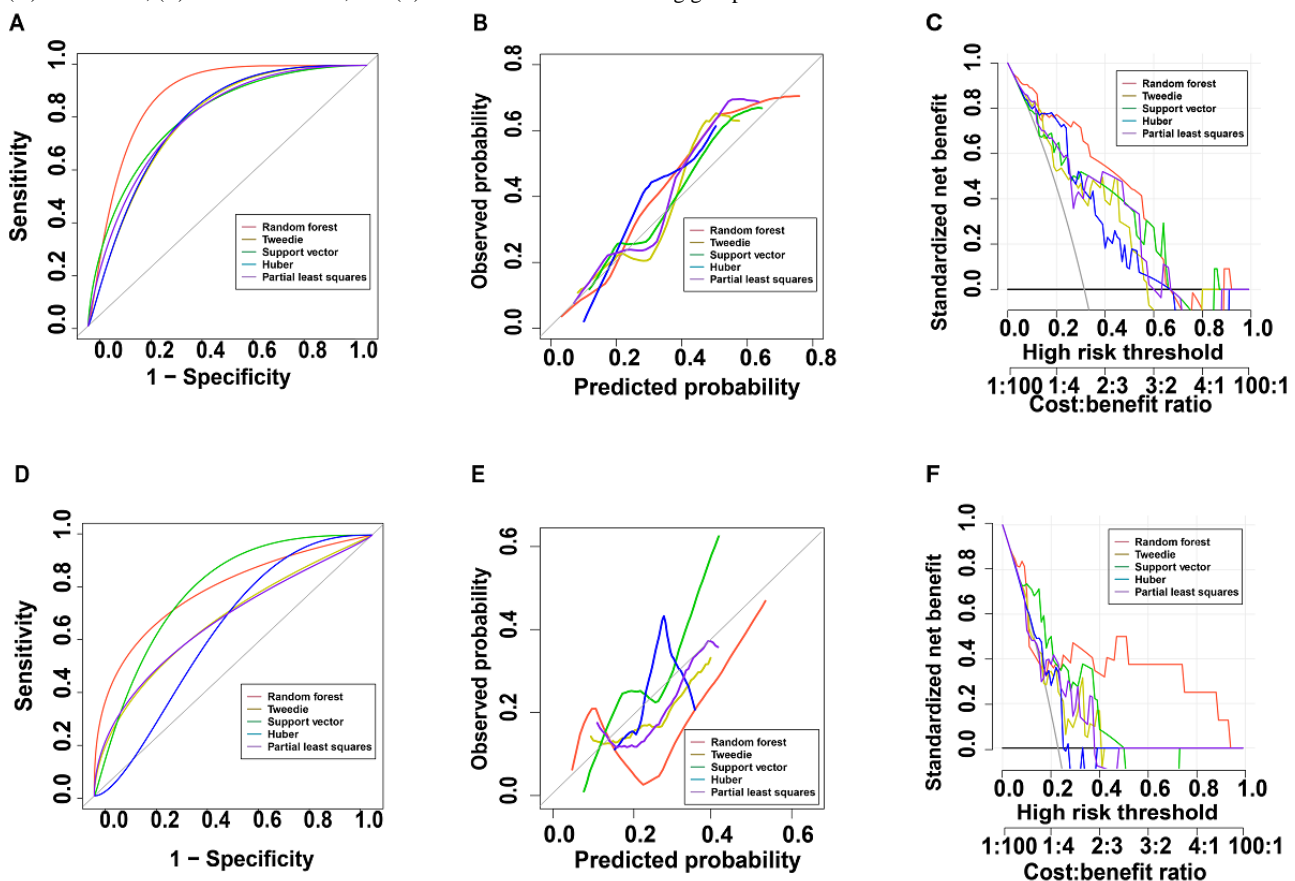 A
Sensitivity
0.0 0.2 0.4 0.6 0.8 1.0
Random forest
Tweedie
Support vector
Huber
Partial least squares
0.0 0.2 0.4 0.6 0.8 1.0
1 − Specificity
B
Observed probability
0.0 0.2 0.4 0.6 0.8
Random forest
Tweedie
Support vector
Huber
Partial least squares
0.0 0.2 0.4 0.6 0.8
Predicted probability
C
Standardized net benefit
0.0 0.2 0.4 0.6 0.8 1.0
Random forest
Tweedie
Support vector
Huber
Partial least squares
0.0 0.2 0.4 0.6 0.8 1.0
High risk threshold
1:100 1:4 2:3 3:2 4:1 100:1
Cost:benefit ratio
D
Sensitivity
0.0 0.2 0.4 0.6 0.8 1.0
Random forest
Tweedie
Support vector
Huber
Partial least squares
0.0 0.2 0.4 0.6 0.8 1.0
1 − Specificity
E
Observed probability
0.0 0.2 0.4 0.6
Random forest
Tweedie
Support vector
Huber
Partial least squares
0.0 0.2 0.4 0.6
Predicted probability
F
Standardized net benefit
0.0 0.2 0.4 0.6 0.8 1.0
Random forest
Tweedie
Support vector
Huber
Partial least squares
0.0 0.2 0.4 0.6 0.8 1.0
High risk threshold
1:100 1:4 2:3 3:2 4:1 100:1
Cost:benefit ratio